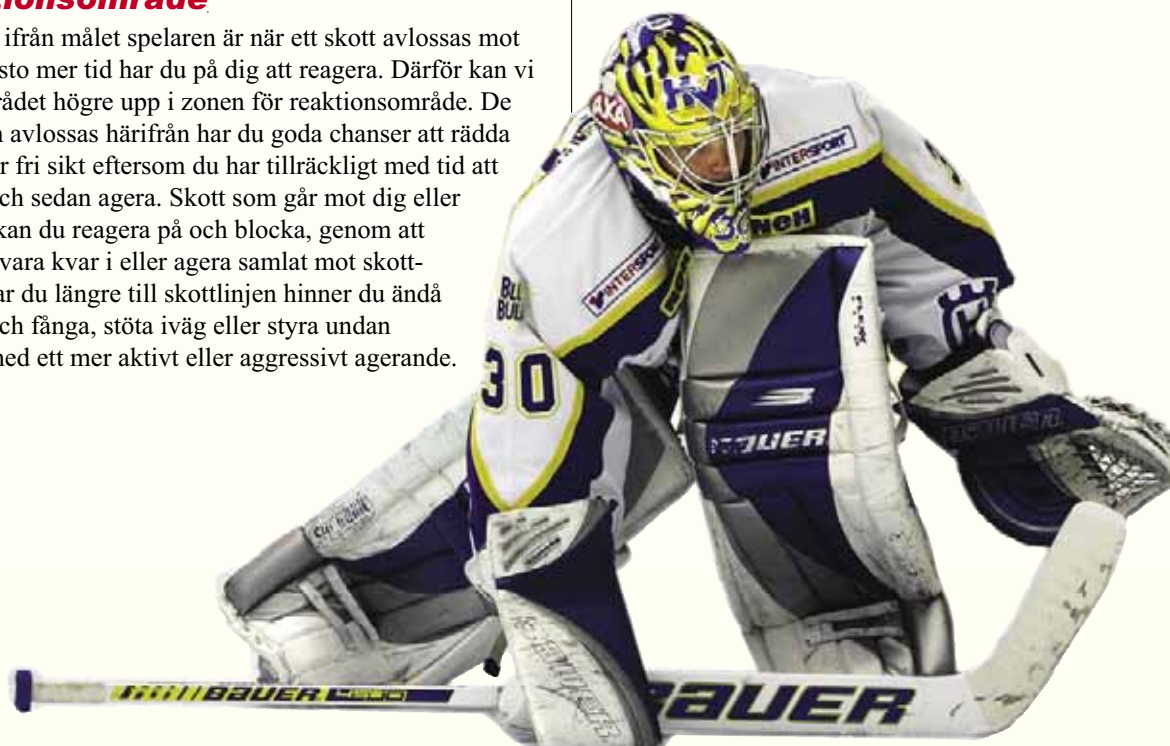 tionsområde
ifrån målet spelaren är när ett skott avlossas mot
sto mer tid har du på dig att reagera. Därför kan vi
rådet högre upp i zonen för reaktionsområde. De
n avlossas härifrån har du goda chanser att rädda
r fri sikt eftersom du har tillräckligt med tid att
ch sedan agera. Skott som går mot dig eller
kan du reagera på och blocka, genom att
vara kvar i eller agera samlat mot skott-
ar du längre till skottlinjen hinner du ändå
ch fånga, stöta iväg eller styra undan
ned ett mer aktivt eller aggressivt agerande.
HV
AXA
INTERSPORT
30
INTERSPORT
30
BAUER
BAUER 4500
BAUER